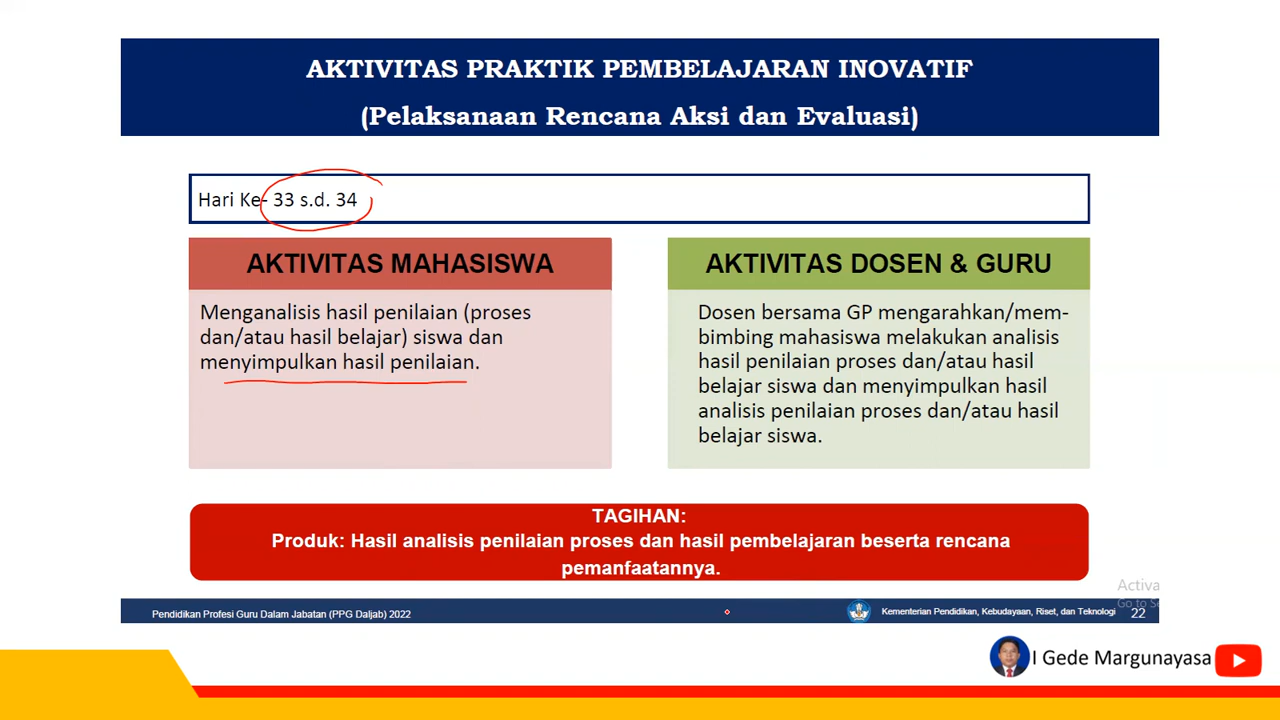 AKTIVITAS PRAKTIK PEMBELAJARAN INOVATIF
(Pelaksanaan Rencana Aksi dan Evaluasi)
Hari Ke- 33 s.d. 34
AKTIVITAS MAHASISWA
Menganalisis hasil penilaian (proses
dan/atau hasil belajar) siswa dan
menyimpulkan hasil penilaian.
AKTIVITAS DOSEN & GURU
Dosen bersama GP mengarahkan/mem-
bimbing mahasiswa melakukan analisis
hasil penilaian proses dan/atau hasil
belajar siswa dan menyimpulkan hasil
analisis penilaian proses dan/atau hasil
belajar siswa.
TAGIHAN:
Produk: Hasil analisis penilaian proses dan hasil pembelajaran beserta rencana
pemanfaatannya.
Activa
Go to Se
Pendidikan Profesi Guru Dalam Jabatan (PPG Daljab) 2022
Kementerian Pendidikan, Kebudayaan, Riset, dan Teknologi
22
I Gede Margunayasa